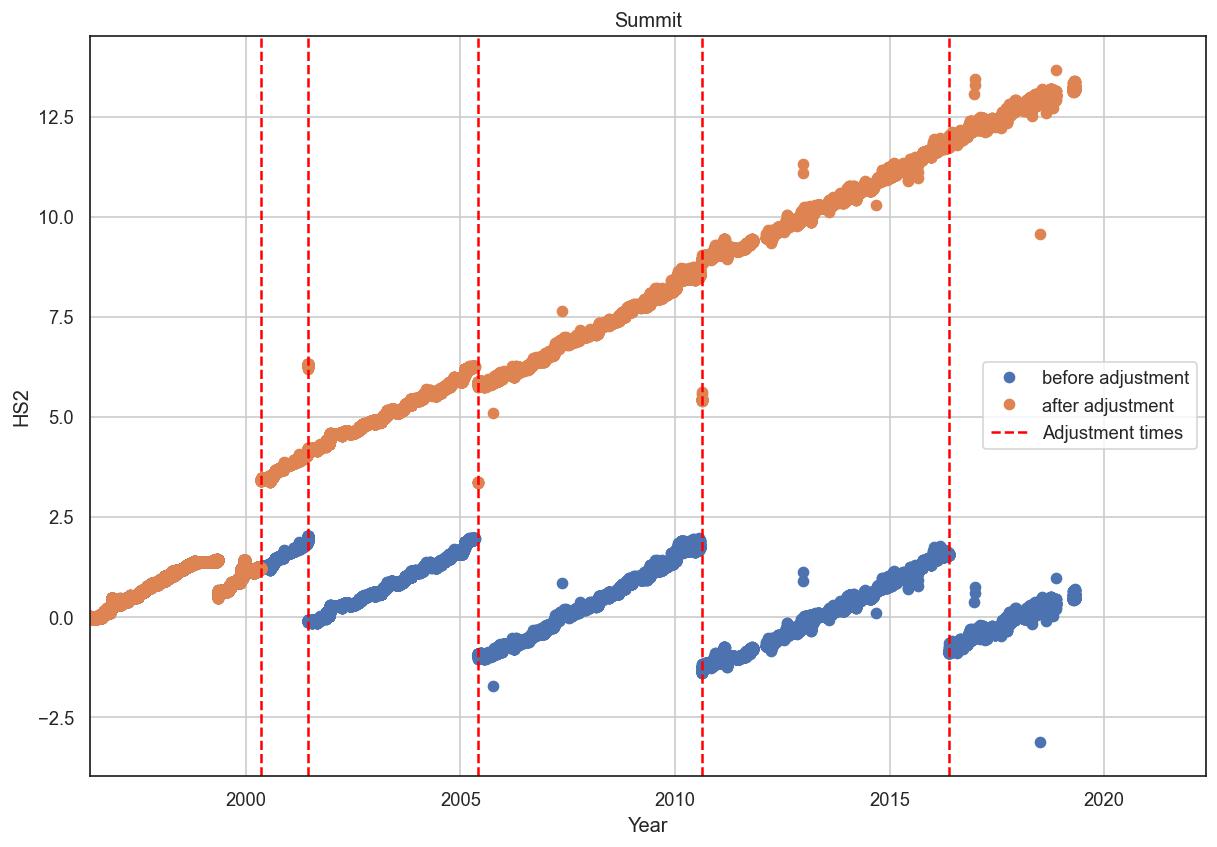 Summit
12.5
10.0
7.5
5.0
2.5
0.0
−2.5
HS2
before adjustment
after adjustment
Adjustment times
2000 2005 2010 2015 2020
Year